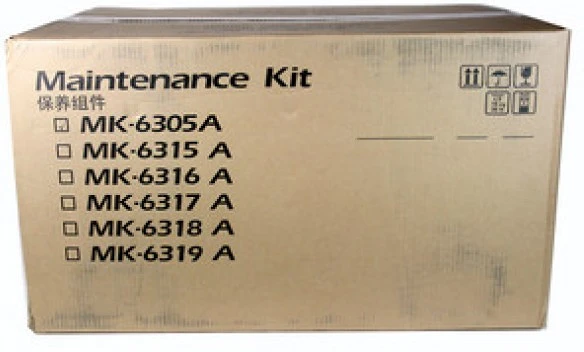 Maintenance Kit
保养组件
MK-6305A
MK-6315 A
MK-6316 A
MK-6317 A
MK-6318 A
MK-6319 A